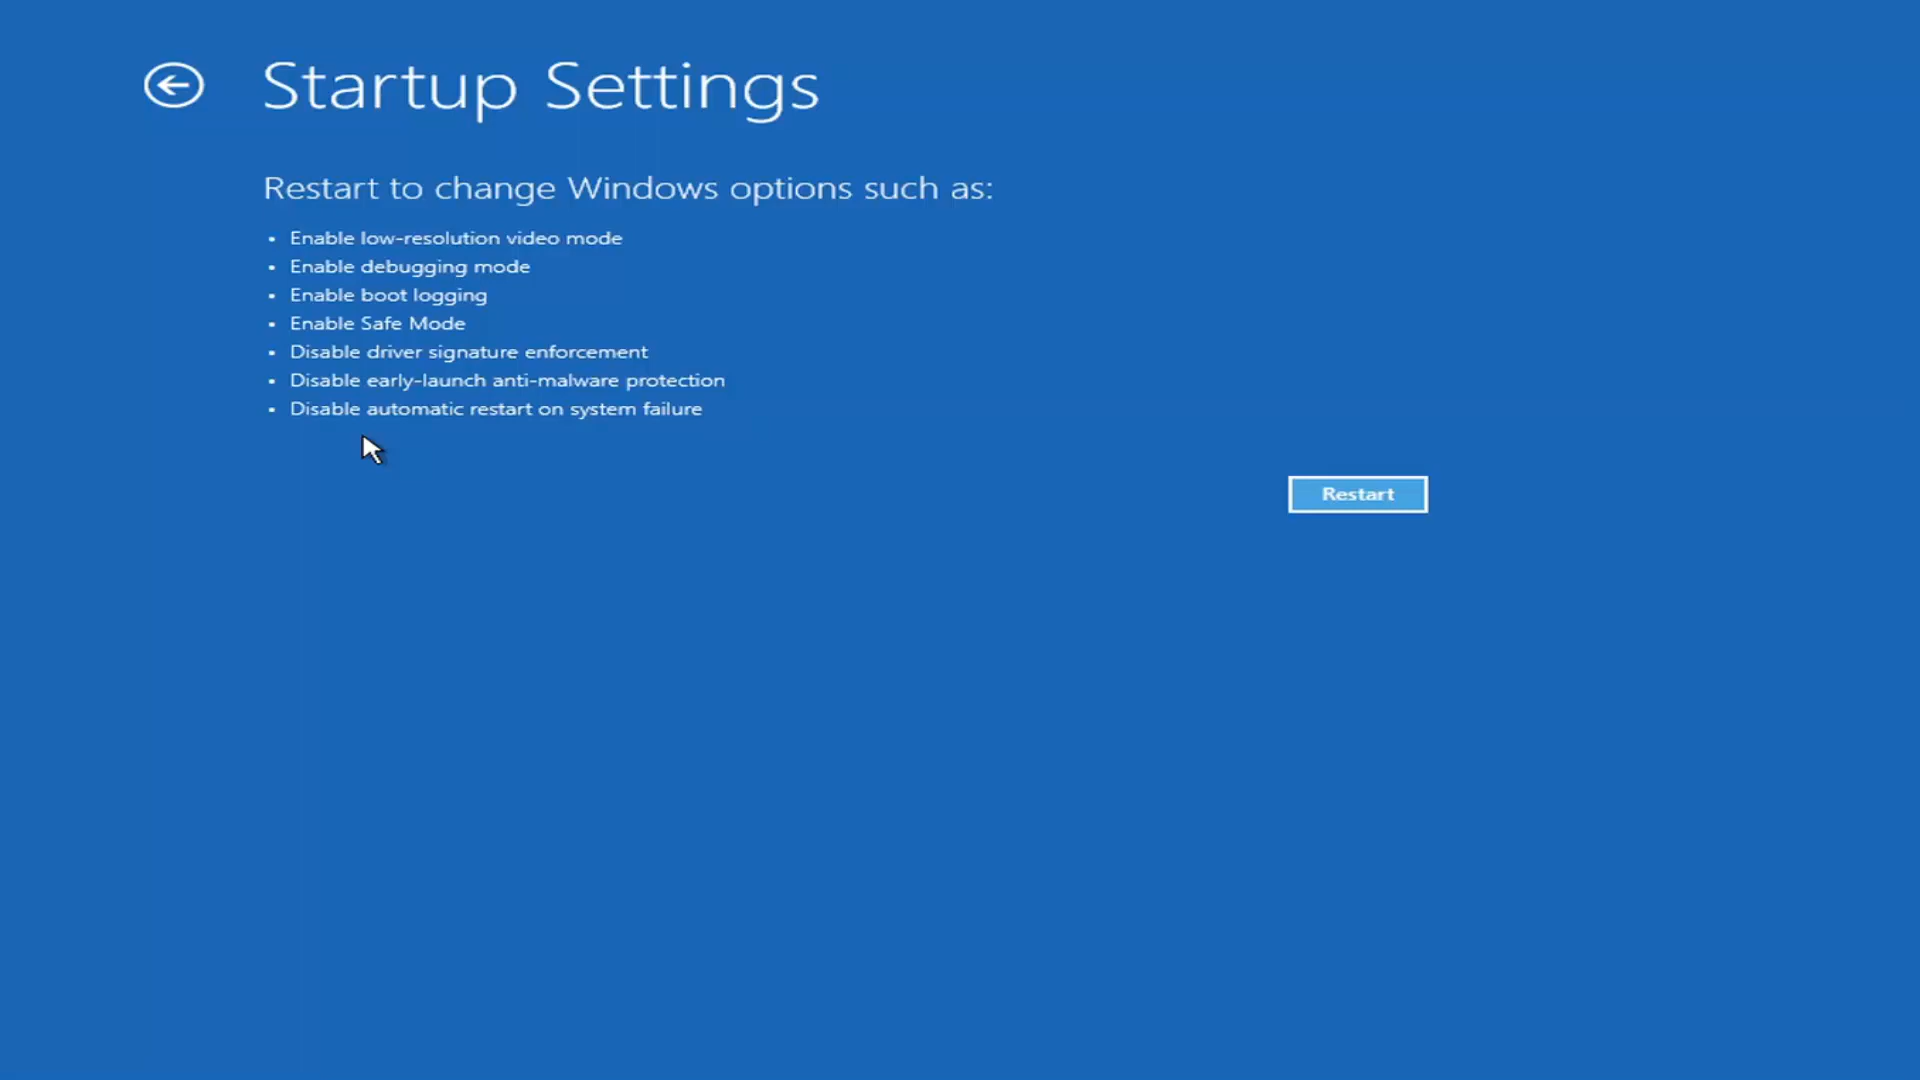 Startup Settings
Restart to change Windows options such as:
• Enable low-resolution video mode
• Enable debugging mode
• Enable boot logging
• Enable Safe Mode
• Disable driver signature enforcement
• Disable early-launch anti-malware protection
• Disable automatic restart on system failure
Restart